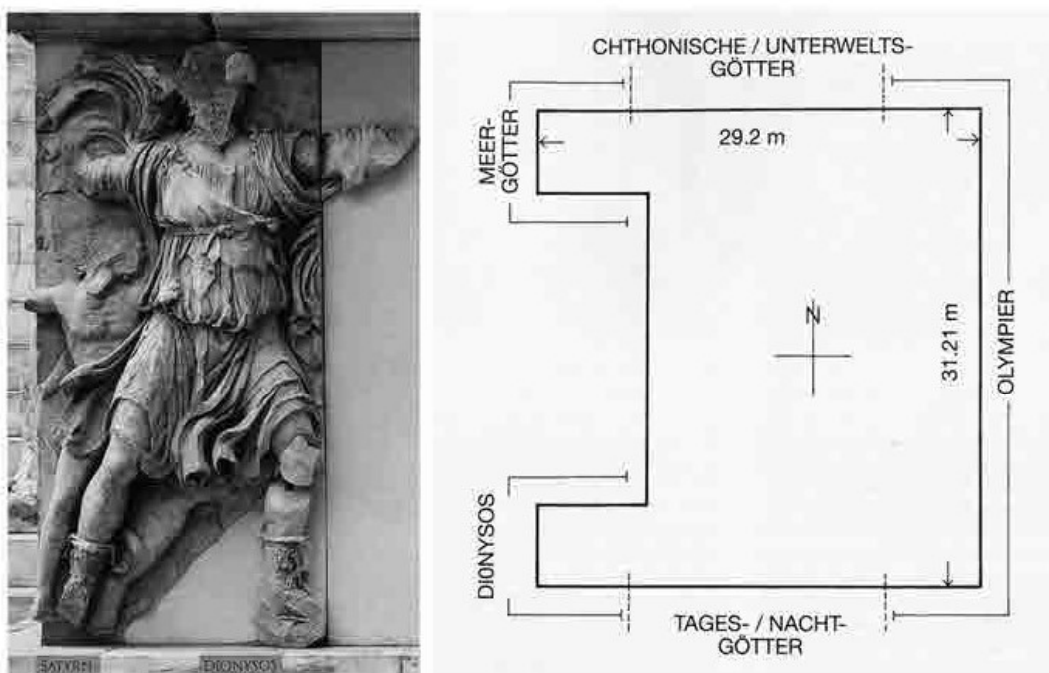 SATYRN
DIONYSOS
CHTHONISCHE / UNTERWELTS-
GÖTTER
MEER-
GÖTTER
29.2 m
N
31.21 m
OLYMPIER
DIONYSOS
TAGES- / NACHT-
GÖTTER